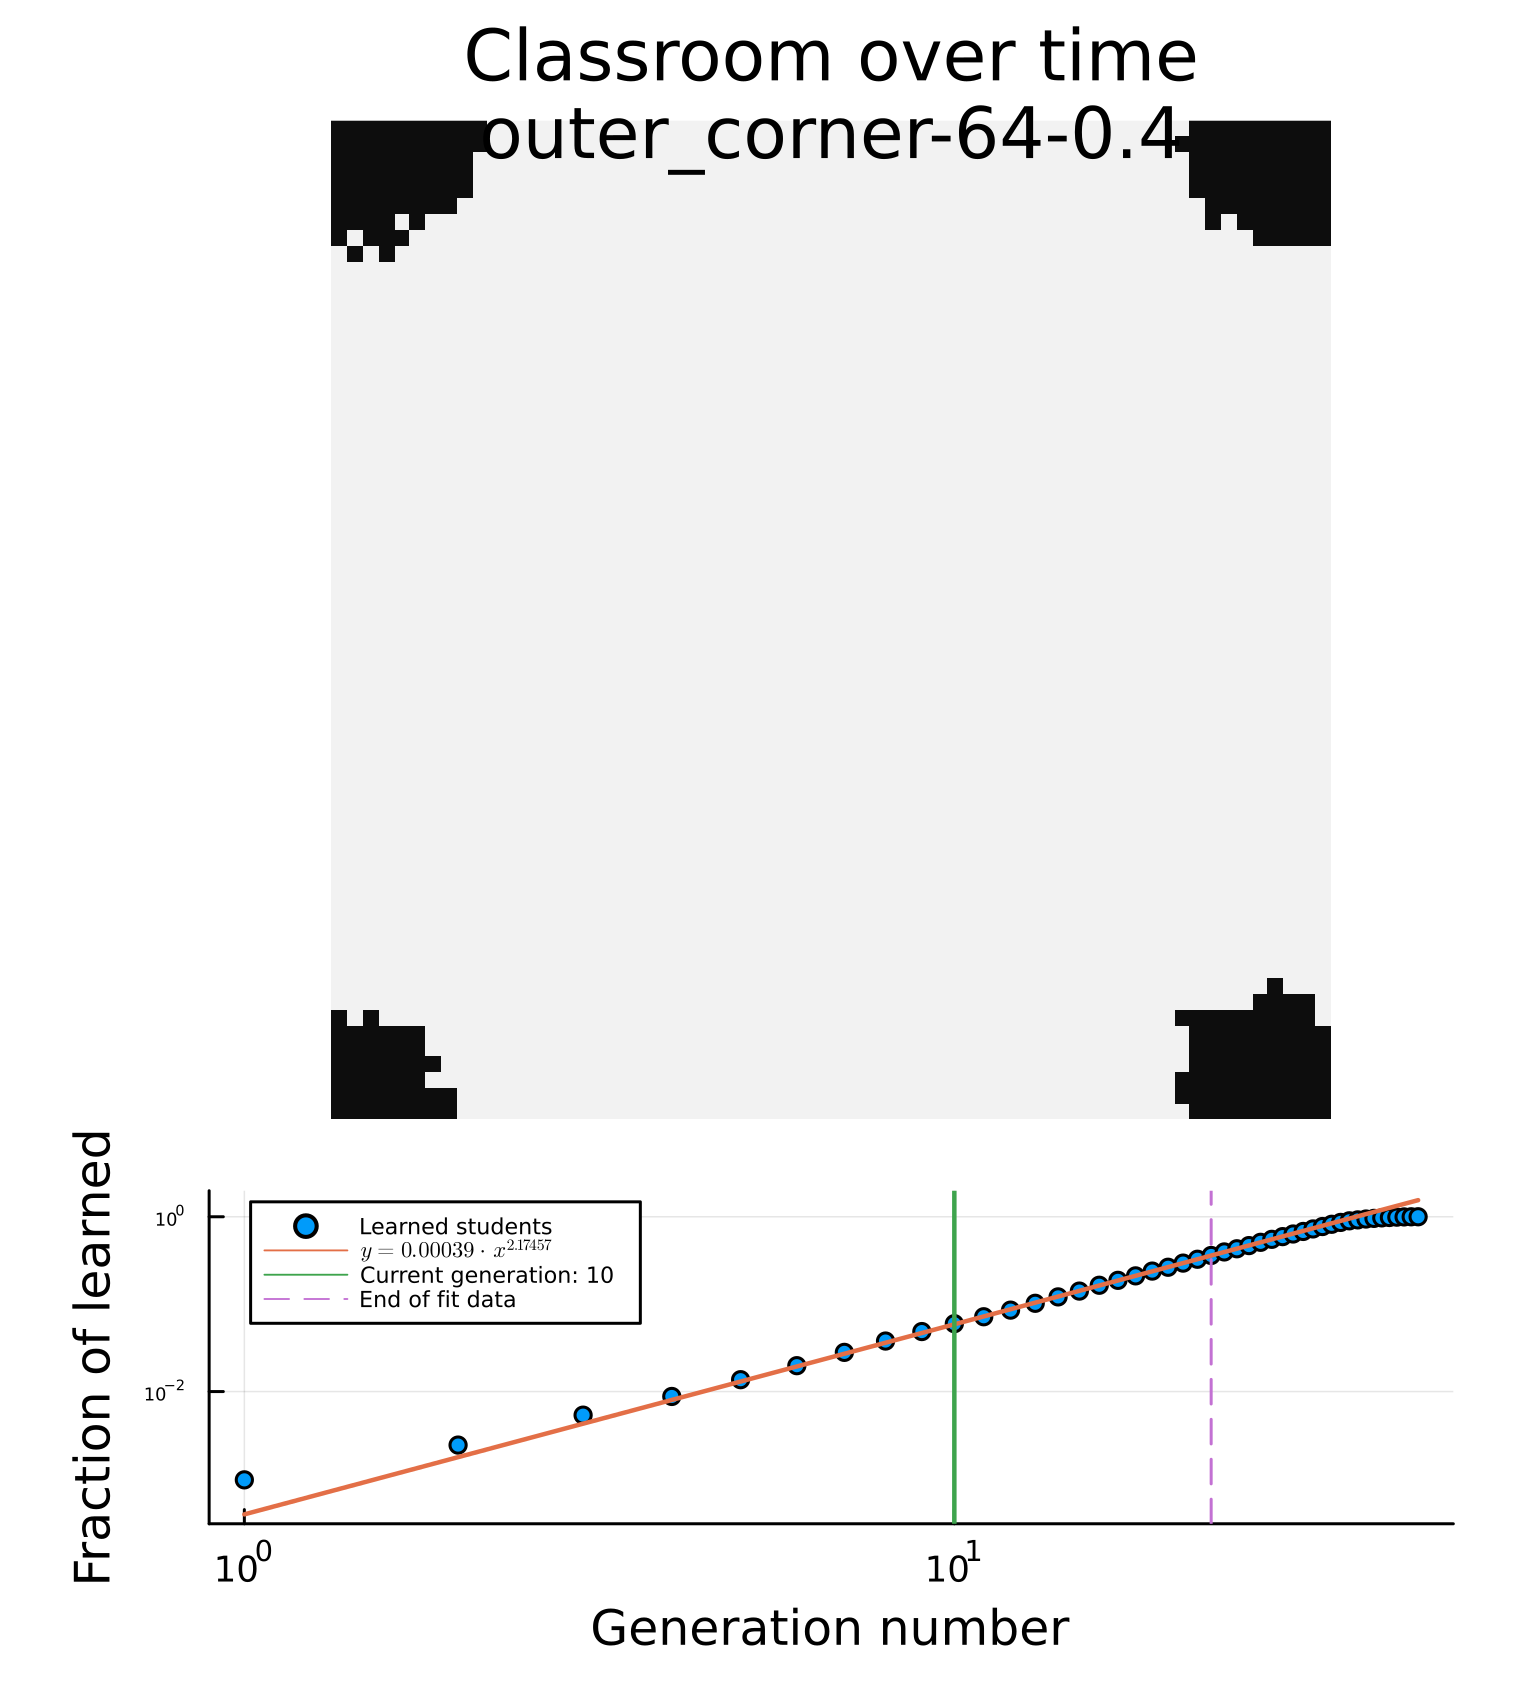 Classroom over time
outer_corner-64-0.4
Fraction of learned
10^0
10^−2
Learned students
y = 0.00039 · x^2.17457
Current generation: 10
End of fit data
10^0
10^1
Generation number